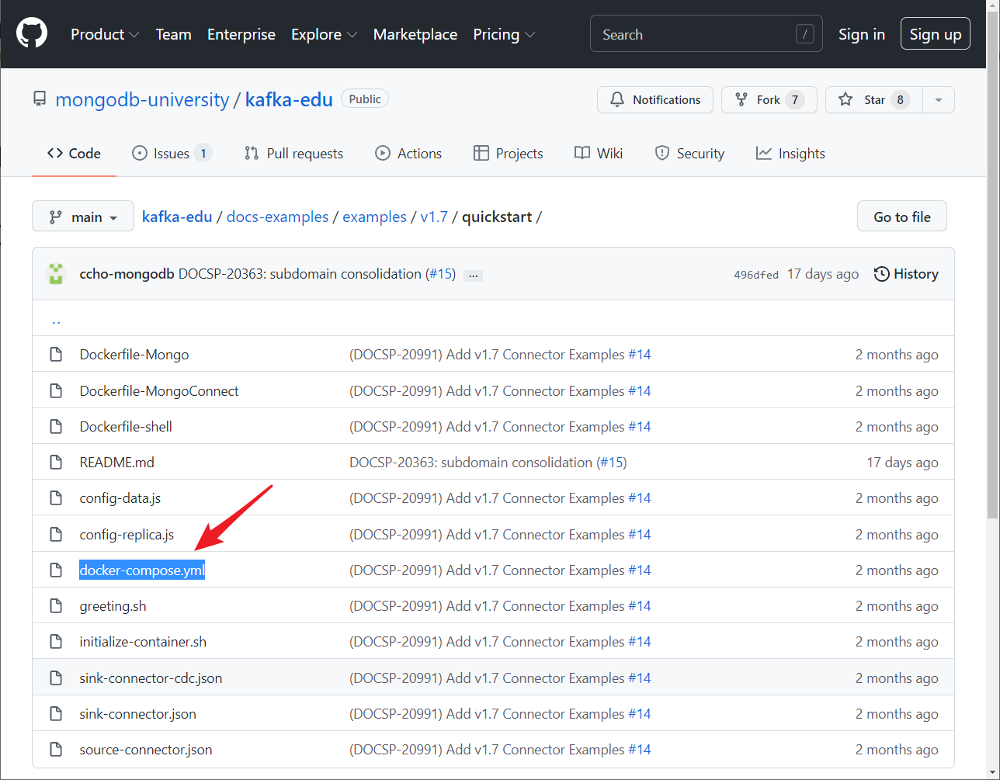 Product Team Enterprise Explore Marketplace Pricing Search / Sign in Sign up
mongodb-university / kafka-edu Public Notifications Fork 7 Star 8
Code Issues 1 Pull requests Actions Projects Wiki Security Insights
main kafka-edu / docs-examples / examples / v1.7 / quickstart / Go to file
ccho-mongodb DOCSP-20363: subdomain consolidation (#15) ... 496dfed 17 days ago History
..
Dockerfile-Mongo (DOCSP-20991) Add v1.7 Connector Examples #14 2 months ago
Dockerfile-MongoConnect (DOCSP-20991) Add v1.7 Connector Examples #14 2 months ago
Dockerfile-shell (DOCSP-20991) Add v1.7 Connector Examples #14 2 months ago
README.md DOCSP-20363: subdomain consolidation (#15) 17 days ago
config-data.js (DOCSP-20991) Add v1.7 Connector Examples #14 2 months ago
config-replica.js (DOCSP-20991) Add v1.7 Connector Examples #14 2 months ago
docker-compose.yml (DOCSP-20991) Add v1.7 Connector Examples #14 2 months ago
greeting.sh (DOCSP-20991) Add v1.7 Connector Examples #14 2 months ago
initialize-container.sh (DOCSP-20991) Add v1.7 Connector Examples #14 2 months ago
sink-connector-cdc.json (DOCSP-20991) Add v1.7 Connector Examples #14 2 months ago
sink-connector.json (DOCSP-20991) Add v1.7 Connector Examples #14 2 months ago
source-connector.json (DOCSP-20991) Add v1.7 Connector Examples #14 2 months ago